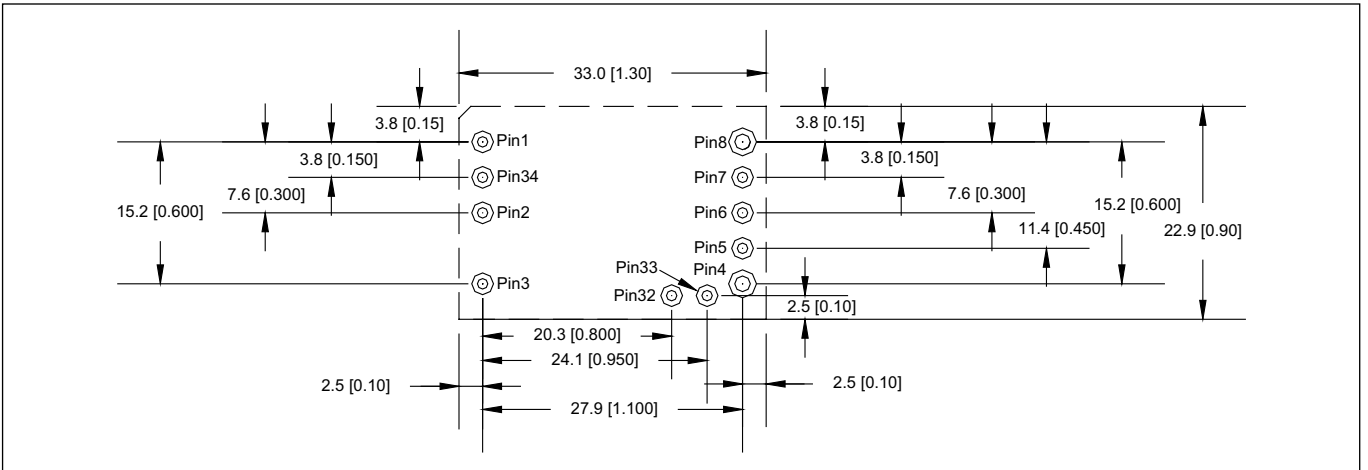 33.0 [1.30]
3.8 [0.15]
3.8 [0.15]
Pin1
Pin8
3.8 [0.150]
3.8 [0.150]
Pin34
Pin7
7.6 [0.300]
7.6 [0.300]
15.2 [0.600]
Pin2
Pin6
15.2 [0.600]
11.4 [0.450]
22.9 [0.90]
Pin5
Pin33
Pin4
Pin3
Pin32
2.5 [0.10]
20.3 [0.800]
24.1 [0.950]
2.5 [0.10]
2.5 [0.10]
27.9 [1.100]